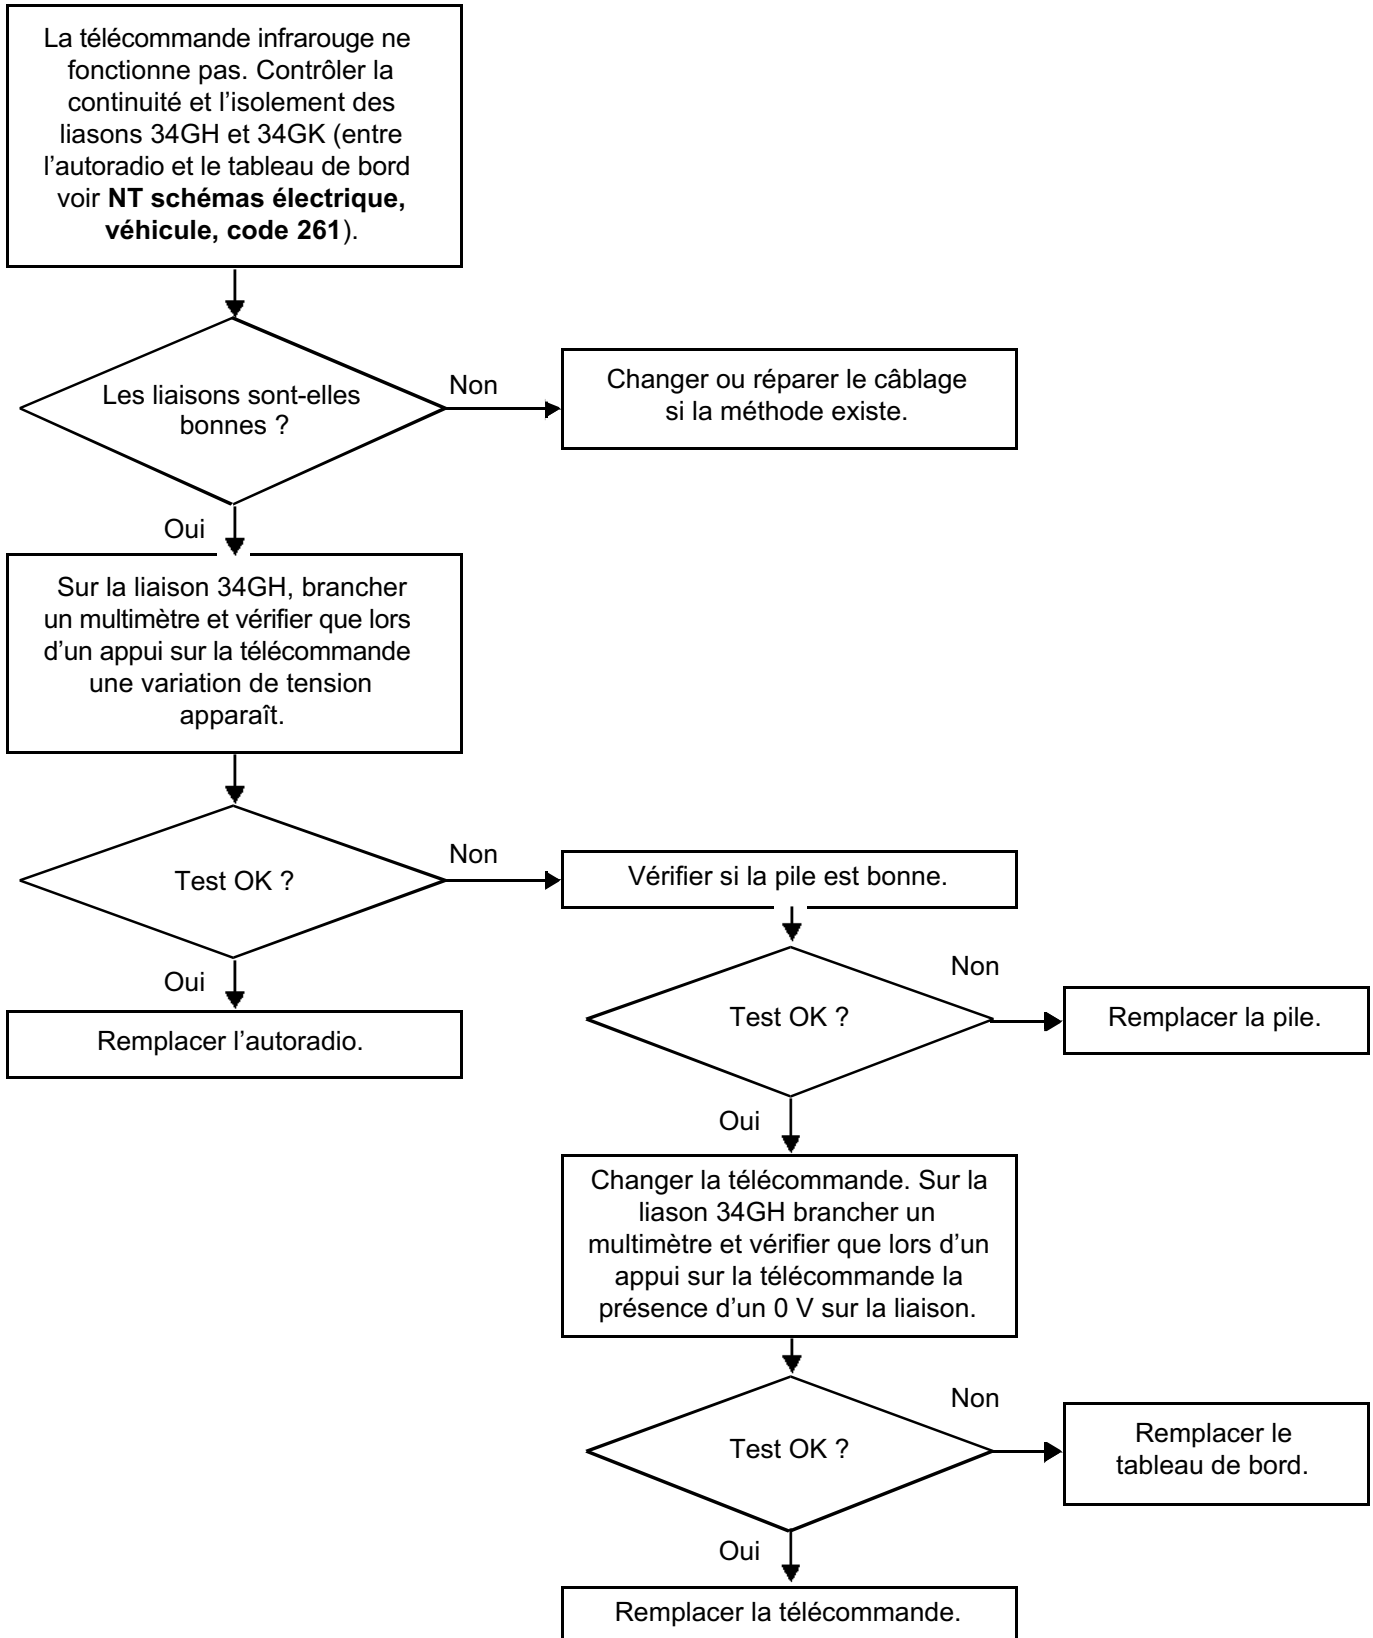 La télécommande infrarouge ne
fonctionne pas. Contrôler la
continuité et l’isolement des
liasons 34GH et 34GK (entre
l’autoradio et le tableau de bord
voir NT schémas électrique,
véhicule, code 261).
Les liaisons sont-elles
bonnes ?
Non
Changer ou réparer le câblage
si la méthode existe.
Oui
Sur la liaison 34GH, brancher
un multimètre et vérifier que lors
d’un appui sur la télécommande
une variation de tension
apparaît.
Test OK ?
Non
Vérifier si la pile est bonne.
Oui
Remplacer l’autoradio.
Test OK ?
Non
Remplacer la pile.
Oui
Changer la télécommande. Sur la
liason 34GH brancher un
multimètre et vérifier que lors d’un
appui sur la télécommande la
présence d’un 0 V sur la liaison.
Test OK ?
Non
Remplacer le
tableau de bord.
Oui
Remplacer la télécommande.